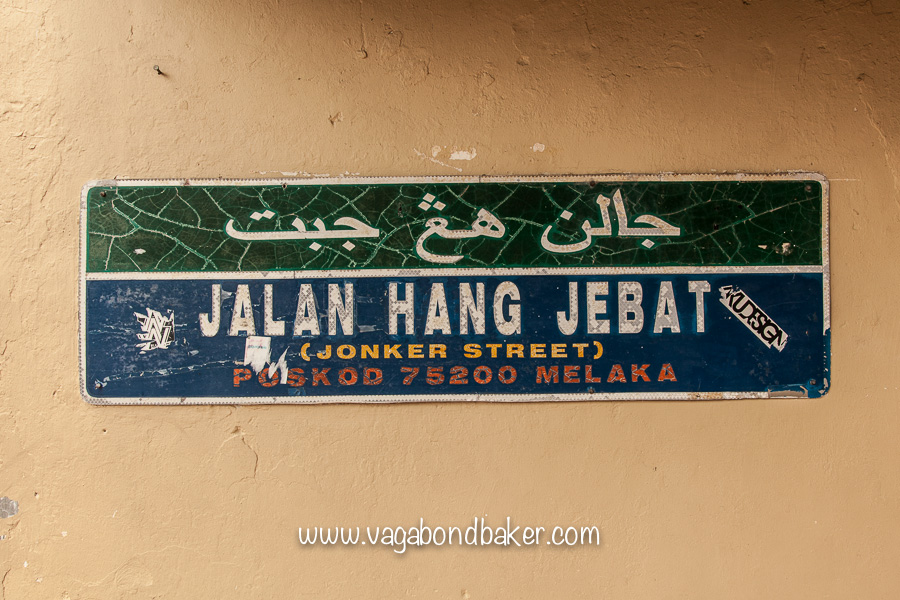 جالن هڠ جبت
JALAN HANG JEBAT
(JONKER STREET)
POSKOD 75200 MELAKA
www.vagabondbaker.com